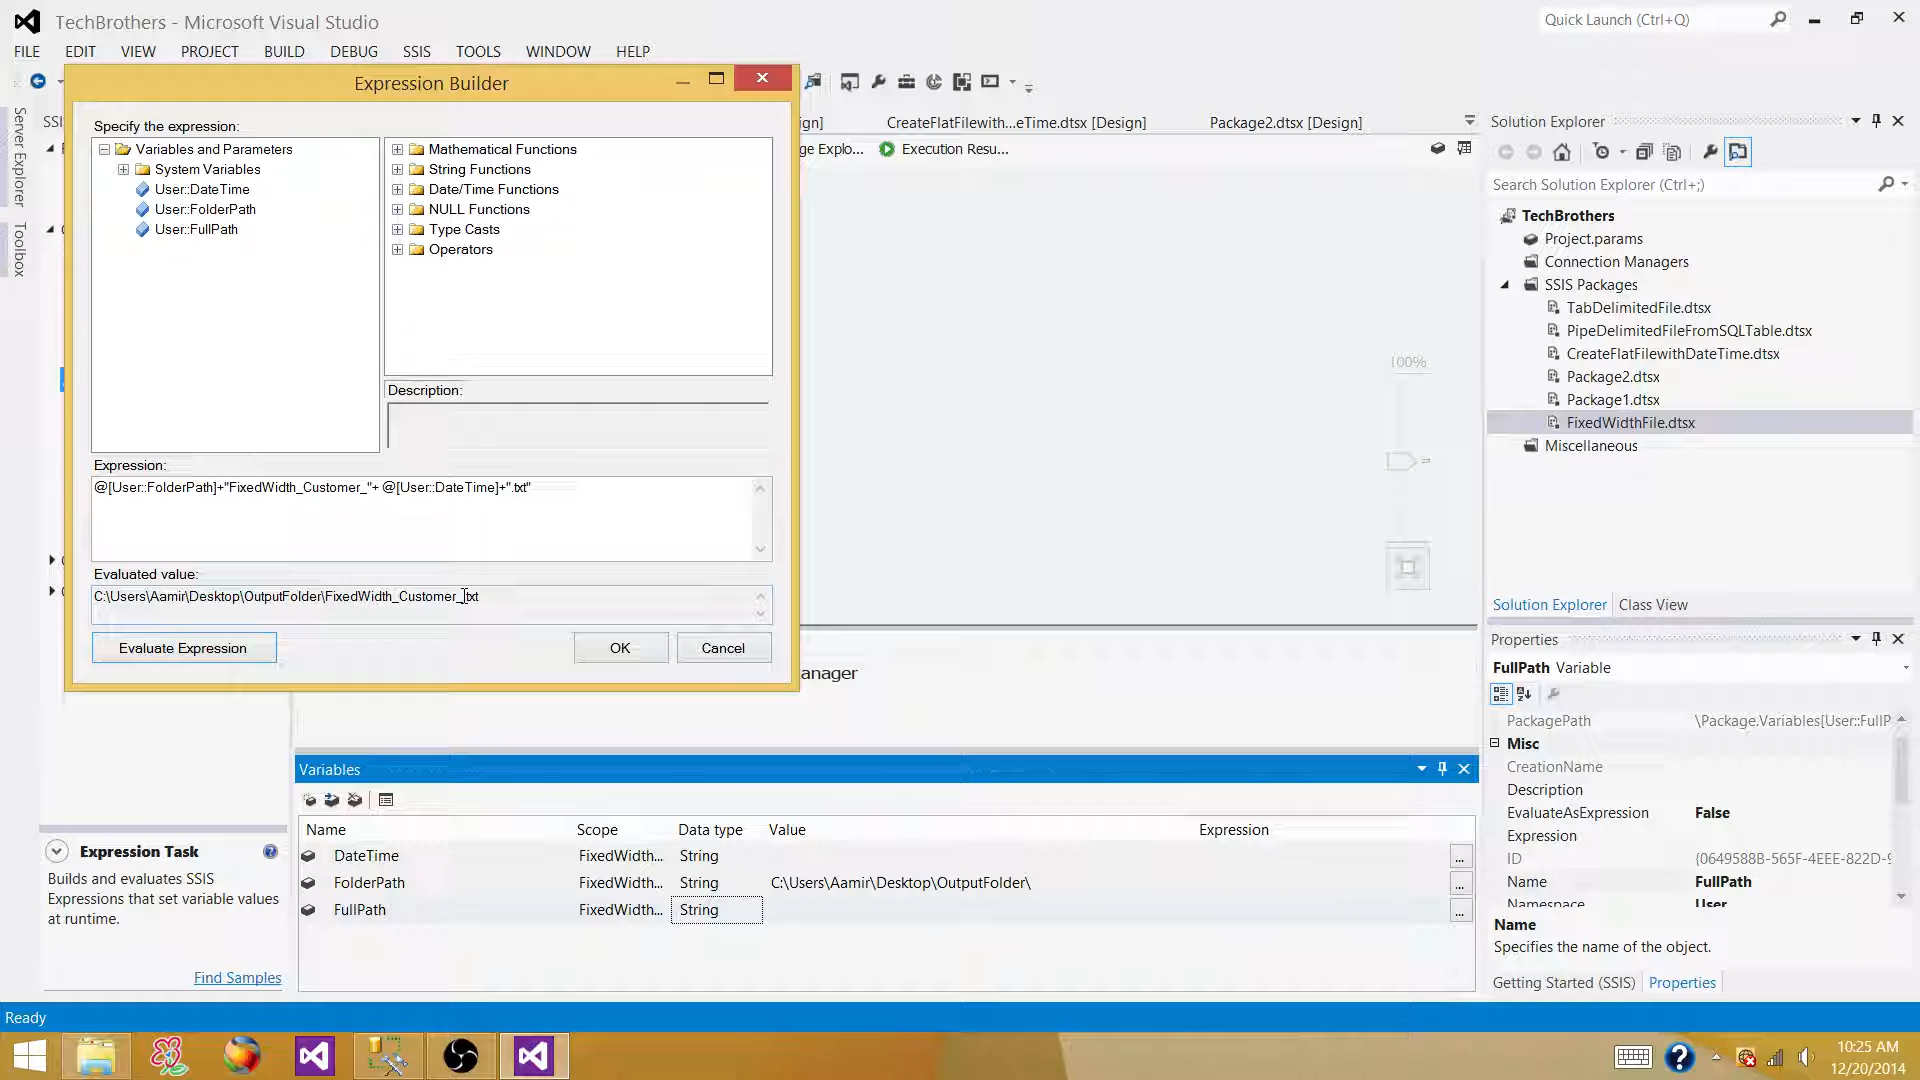 TechBrothers - Microsoft Visual Studio
Quick Launch (Ctrl+Q)
FILE EDIT VIEW PROJECT BUILD DEBUG SSIS TOOLS WINDOW HELP
Expression Builder
Server Explorer
Toolbox
Specify the expression:
Variables and Parameters
System Variables
User::DateTime
User::FolderPath
User::FullPath
Mathematical Functions
String Functions
Date/Time Functions
NULL Functions
Type Casts
Operators
Description:
Expression:
@[User::FolderPath]+"FixedWidth_Customer_"+ @[User::DateTime]+".txt"
Evaluated value:
C:\Users\Aamir\Desktop\OutputFolder\FixedWidth_Customer_.txt
Evaluate Expression OK Cancel
CreateFlatFilewith...eTime.dtsx [Design] Package2.dtsx [Design]
ge Explo... Execution Resu...
100%
anager
Solution Explorer
Search Solution Explorer (Ctrl+;)
TechBrothers
Project.params
Connection Managers
SSIS Packages
TabDelimitedFile.dtsx
PipeDelimitedFileFromSQLTable.dtsx
CreateFlatFilewithDateTime.dtsx
Package2.dtsx
Package1.dtsx
FixedWidthFile.dtsx
Miscellaneous
Solution Explorer Class View
Properties
FullPath Variable
PackagePath \Package.Variables[User::FullP
Misc
CreationName
Description
EvaluateAsExpression False
Expression
ID {0649588B-565F-4EEE-822D-9
Name FullPath
Namespace User
Name
Specifies the name of the object.
Getting Started (SSIS) Properties
Variables
Name Scope Data type Value Expression
DateTime FixedWidth... String ...
FolderPath FixedWidth... String C:\Users\Aamir\Desktop\OutputFolder\ ...
FullPath FixedWidth... String ...
Expression Task
Builds and evaluates SSIS
Expressions that set variable values
at runtime.
Find Samples
Ready
10:25 AM
12/20/2014